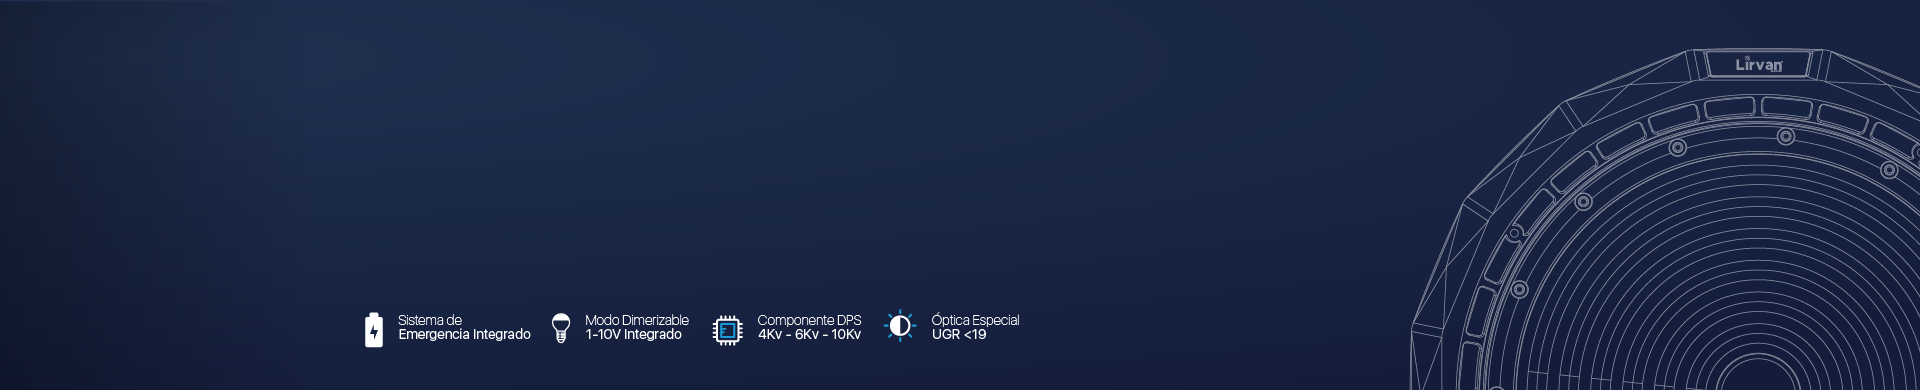 Lirvan
Sistema de
Emergencia Integrado
Modo Dimerizable
1-10V Integrado
Componente DPS
4Kv - 6Kv - 10Kv
Óptica Especial
UGR <19